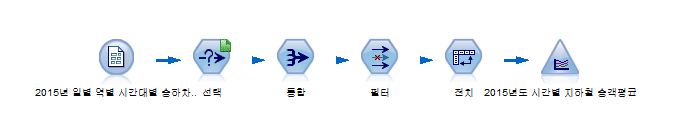 2015년 일별 역별 시간대별 승하차..
선택
통합
필터
전치
2015년도 시간별 지하철 승객평균